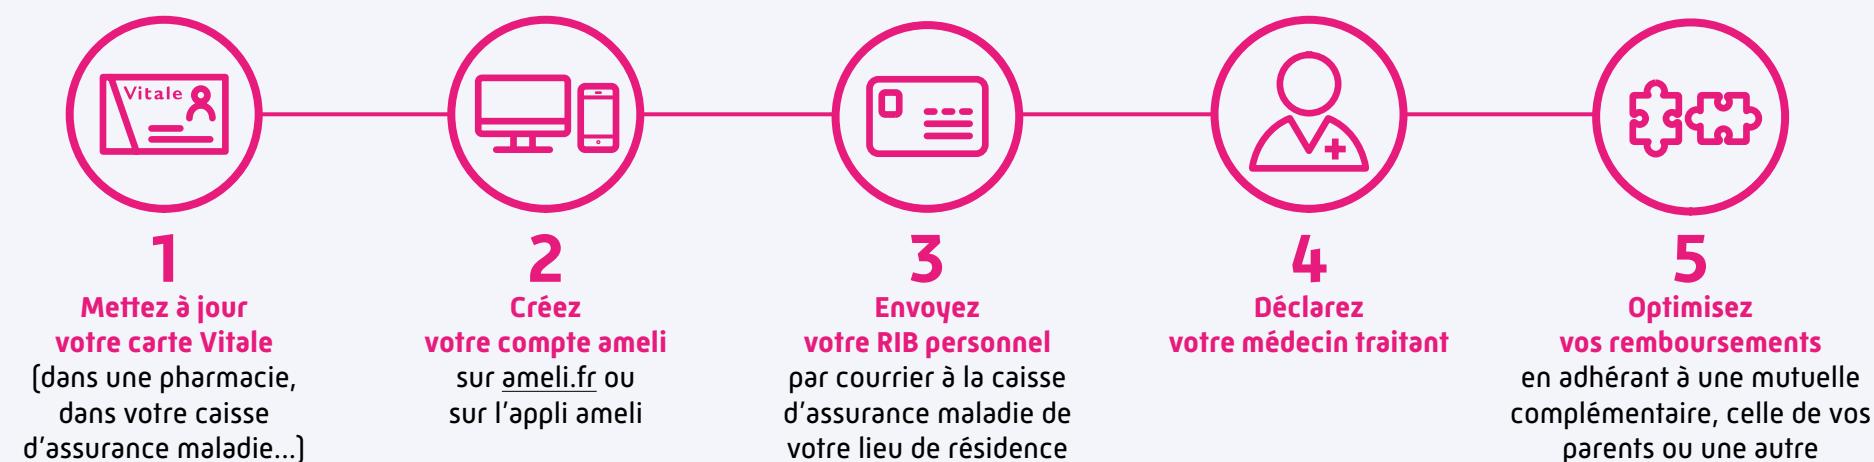 Vitale
1
Mettez à jour
votre carte Vitale
(dans une pharmacie,
dans votre caisse
d'assurance maladie...)
2
Créez
votre compte ameli
sur ameli.fr ou
sur l'appli ameli
3
Envoyez
votre RIB personnel
par courrier à la caisse
d'assurance maladie de
votre lieu de résidence
4
Déclarez
votre médecin traitant
5
Optimisez
vos remboursements
en adhérant à une mutuelle
complémentaire, celle de vos
parents ou une autre